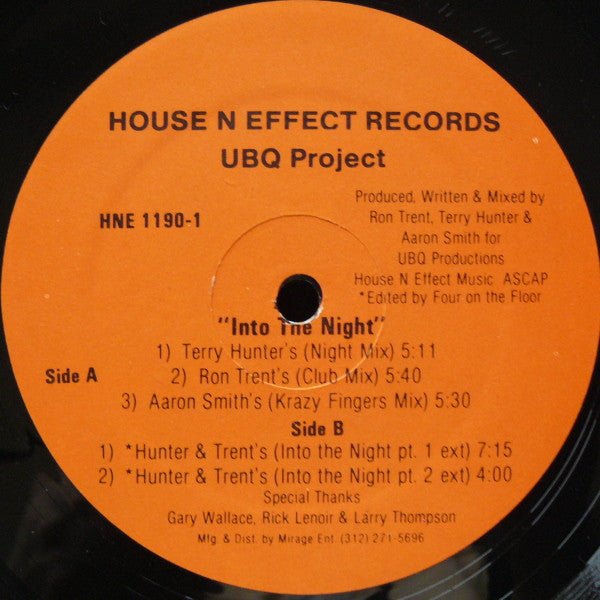 HOUSE N EFFECT RECORDS
UBQ Project
HNE 1190-1
Produced, Written & Mixed by
Ron Trent, Terry Hunter &
Aaron Smith for
UBQ Productions
House N Effect Music ASCAP
*Edited by Four on the Floor
"Into The Night"
Side A
1) Terry Hunter's (Night Mix) 5:11
2) Ron Trent's (Club Mix) 5:40
3) Aaron Smith's (Krazy Fingers Mix) 5:30
Side B
1) *Hunter & Trent's (Into the Night pt. 1 ext) 7:15
2) *Hunter & Trent's (Into the Night pt. 2 ext) 4:00
Special Thanks
Gary Wallace, Rick Lenoir & Larry Thompson
Mfg. & Dist. by Mirage Ent. (312) 271-5696